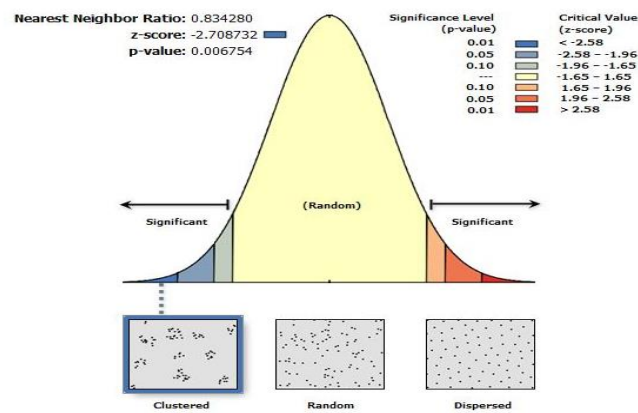 Nearest Neighbor Ratio: 0.834280
z-score: -2.708732
p-value: 0.006754
Significance Level (p-value) Critical Value (z-score)
0.01 < -2.58
0.05 -2.58 - -1.96
0.10 -1.96 - -1.65
--- -1.65 - 1.65
0.10 1.65 - 1.96
0.05 1.96 - 2.58
0.01 > 2.58
Significant (Random) Significant
Clustered Random Dispersed